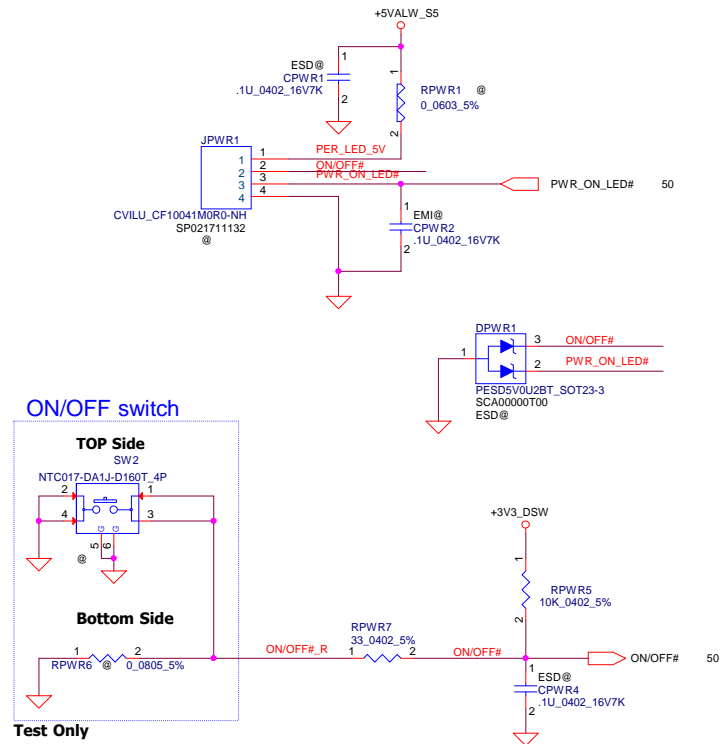 +5VALW_S5
1
ESD@
CPWR1
.1U_0402_16V7K
2
1
RPWR1 @
0_0603_5%
2
JPWR1
1
2
3
4
1
2
3
4
PER_LED_5V
ON/OFF#
PWR_ON_LED#
PWR_ON_LED# 50
CVILU_CF10041M0R0-NH
SP021711132
@
1
EMI@
CPWR2
.1U_0402_16V7K
2
DPWR1
1
3 ON/OFF#
2 PWR_ON_LED#
PESD5V0U2BT_SOT23-3
SCA00000T00
ESD@
ON/OFF switch
TOP Side
SW2
NTC017-DA1J-D160T_4P
2 1
4 3
G G
5 6
@
Bottom Side
1 2
RPWR6 @ 0_0805_5%
Test Only
ON/OFF#_R
RPWR7
33_0402_5%
1 2
ON/OFF#
+3V3_DSW
1
RPWR5
10K_0402_5%
2
ON/OFF# 50
1
ESD@
CPWR4
.1U_0402_16V7K
2